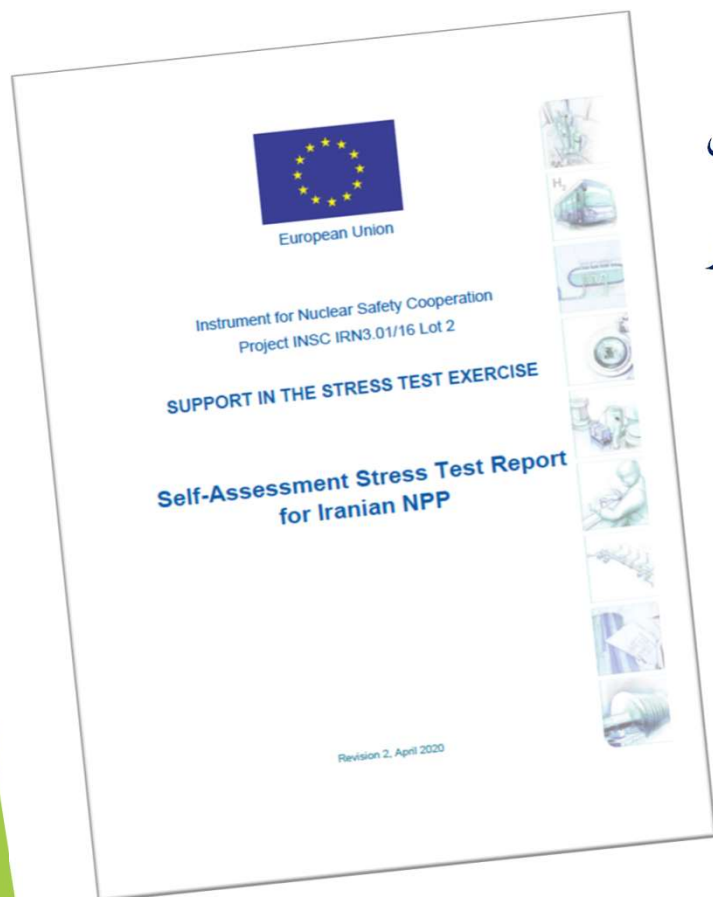 European Union
Instrument for Nuclear Safety Cooperation
Project INSC IRN3.01/16 Lot 2
SUPPORT IN THE STRESS TEST EXERCISE
Self-Assessment Stress Test Report
for Iranian NPP
Revision 2, April 2020
H₂